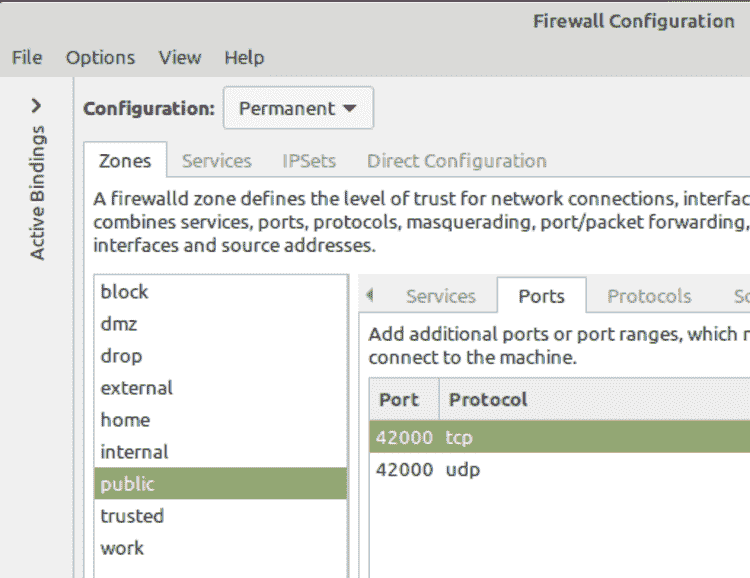 Firewall Configuration
File Options View Help
Active Bindings
Configuration: Permanent
Zones Services IPSets Direct Configuration
A firewalld zone defines the level of trust for network connections, interfac
combines services, ports, protocols, masquerading, port/packet forwarding,
interfaces and source addresses.
block
dmz
drop
external
home
internal
public
trusted
work
Services Ports Protocols
Add additional ports or port ranges, which
connect to the machine.
Port Protocol
42000 tcp
42000 udp